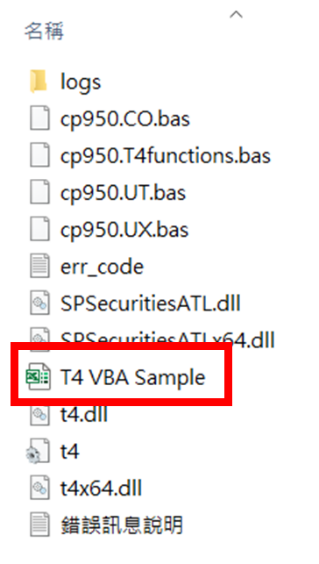 名稱
logs
cp950.CO.bas
cp950.T4functions.bas
cp950.UT.bas
cp950.UX.bas
err_code
SPSecuritiesATL.dll
SPSecuritiesATLx64.dll
T4 VBA Sample
t4.dll
t4
t4x64.dll
錯誤訊息說明